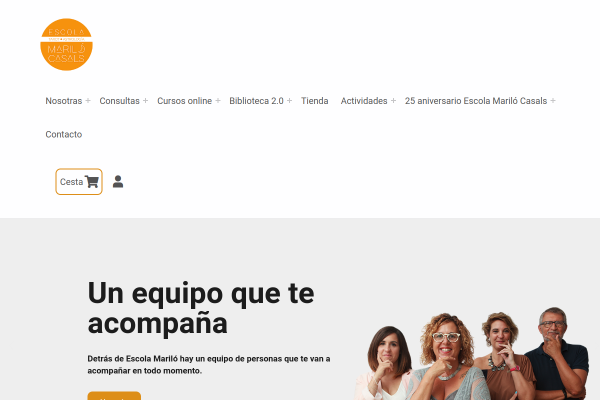 ESCOLA
MARILÓ
CASALS
Nosotras + Consultas + Cursos online + Biblioteca 2.0 + Tienda Actividades + 25 aniversario Escola Mariló Casals +
Contacto
Cesta
Un equipo que te
acompaña
Detrás de Escola Mariló hay un equipo de personas que te van a
acompañar en todo momento.